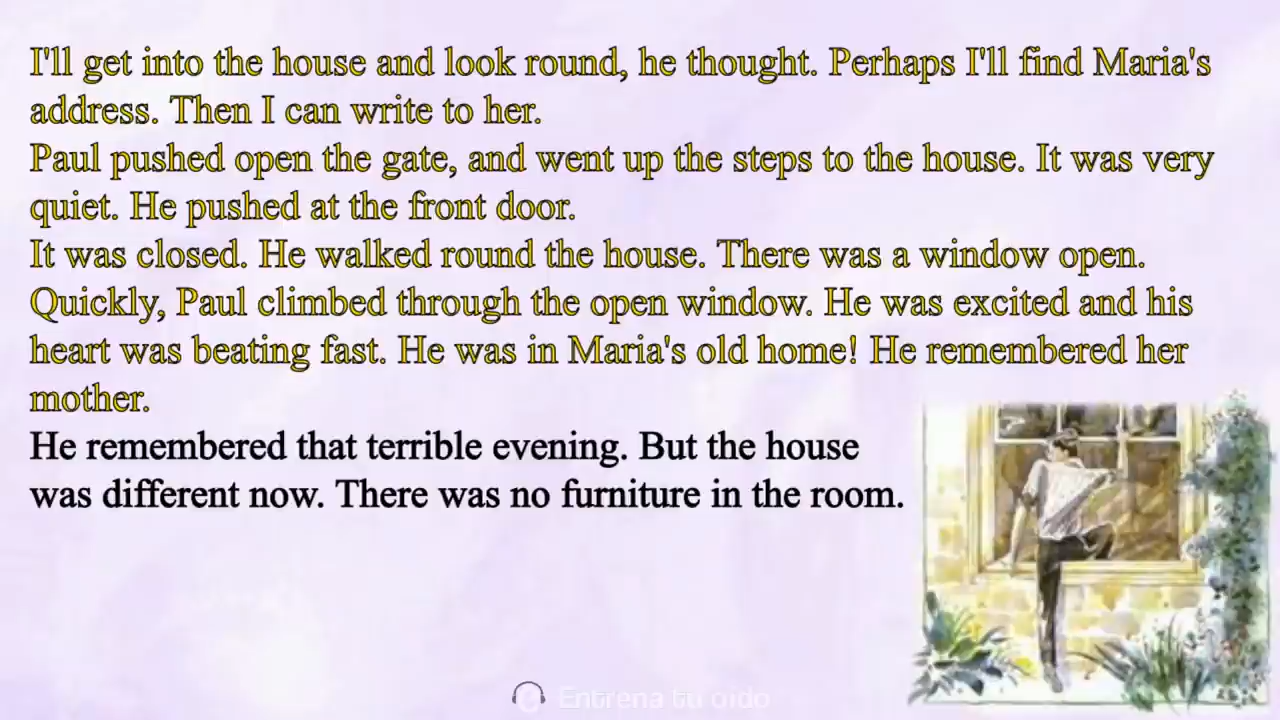 I'll get into the house and look round, he thought. Perhaps I'll find Maria's
address. Then I can write to her.
Paul pushed open the gate, and went up the steps to the house. It was very
quiet. He pushed at the front door.
It was closed. He walked round the house. There was a window open.
Quickly, Paul climbed through the open window. He was excited and his
heart was beating fast. He was in Maria's old home! He remembered her
mother.
He remembered that terrible evening. But the house
was different now. There was no furniture in the room.
Entrena tu oído